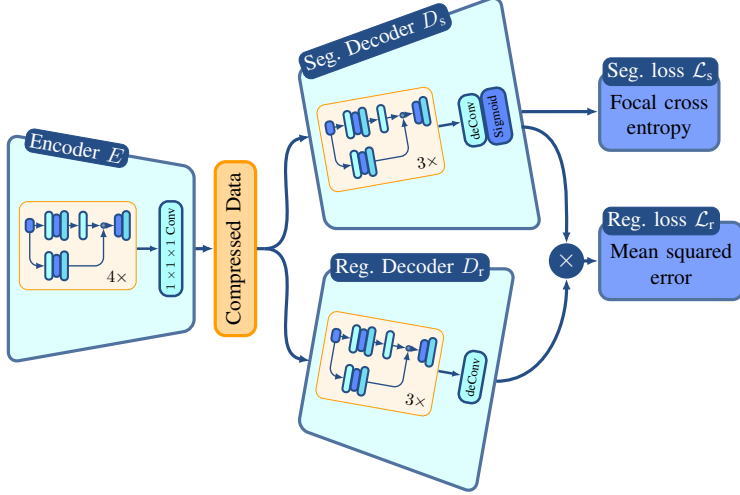 Encoder E
4×
1 × 1 × 1 Conv
Compressed Data
Seg. Decoder Dₛ
3×
deConv
Sigmoid
Reg. Decoder Dᵣ
3×
deConv
×
Seg. loss ℒₛ
Focal cross
entropy
Reg. loss ℒᵣ
Mean squared
error